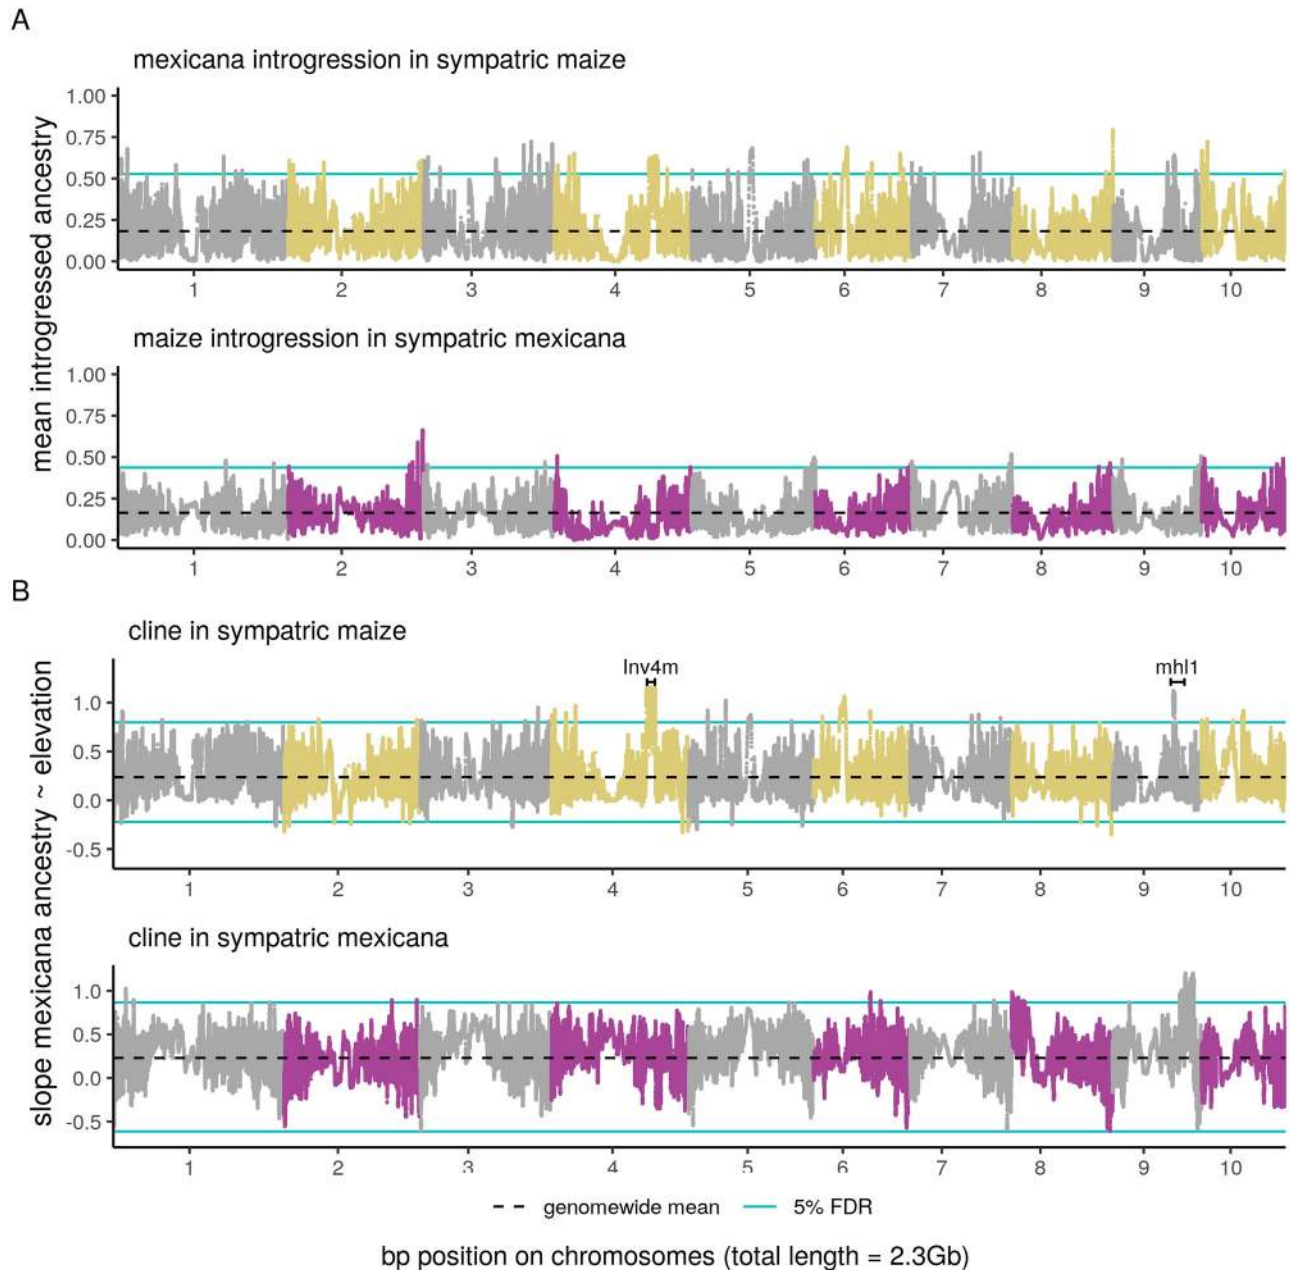 A
mexicana introgression in sympatric maize
mean introgressed ancestry
1.00
0.75
0.50
0.25
0.00
1 2 3 4 5 6 7 8 9 10
maize introgression in sympatric mexicana
1.00
0.75
0.50
0.25
0.00
1 2 3 4 5 6 7 8 9 10
B
cline in sympatric maize
slope mexicana ancestry ~ elevation
Inv4m mhl1
1.0
0.5
0.0
-0.5
1 2 3 4 5 6 7 8 9 10
cline in sympatric mexicana
1.0
0.5
0.0
-0.5
1 2 3 4 5 6 7 8 9 10
genomewide mean 5% FDR
bp position on chromosomes (total length = 2.3Gb)